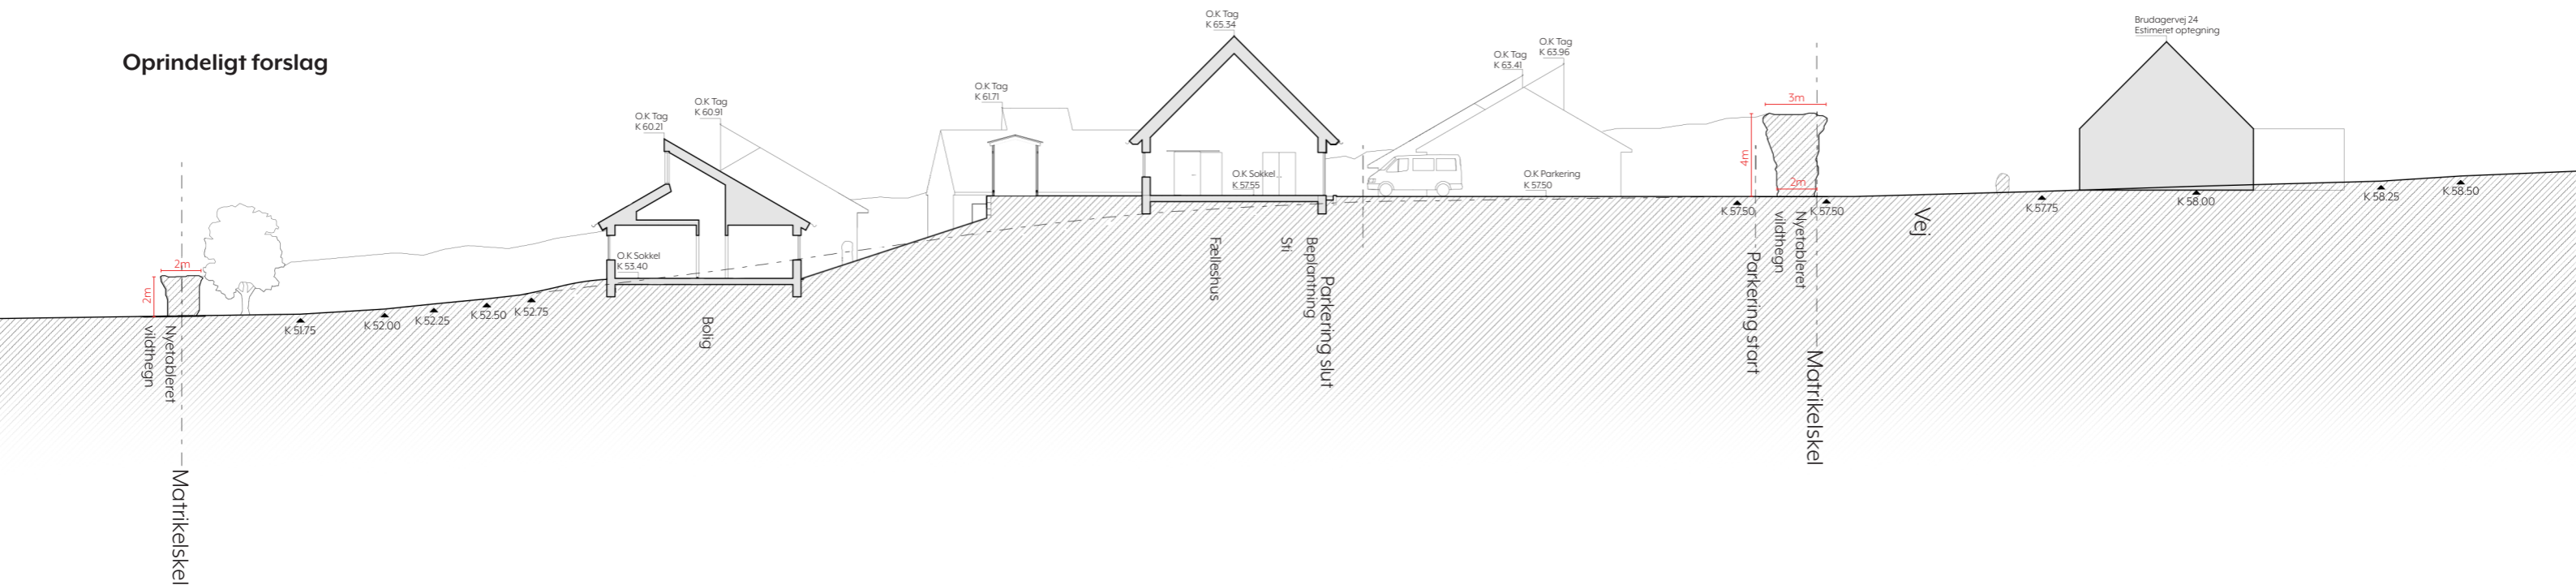 Oprindeligt forslag
O.K Tag
K 60.21
O.K Tag
K 60.91
O.K Tag
K 61.71
O.K Tag
K 65.34
O.K Tag
K 63.41
O.K Tag
K 63.96
Brudagervej 24
Estimeret optegning
3m
4m
2m
2m
2m
O.K Sokkel
K 53.40
O.K Sokkel
K 57.55
O.K Parkering
K 57.50
K 51.75
K 52.00
K 52.25
K 52.50
K 52.75
K 57.50
K 57.50
K 57.75
K 58.00
K 58.25
K 58.50
Nyetableret
vildthegn
Matrikelskel
Bolig
Fælleshus
Sti
Beplantning
Parkering slut
Parkering start
Nyetableret
vildthegn
Matrikelskel
Vej